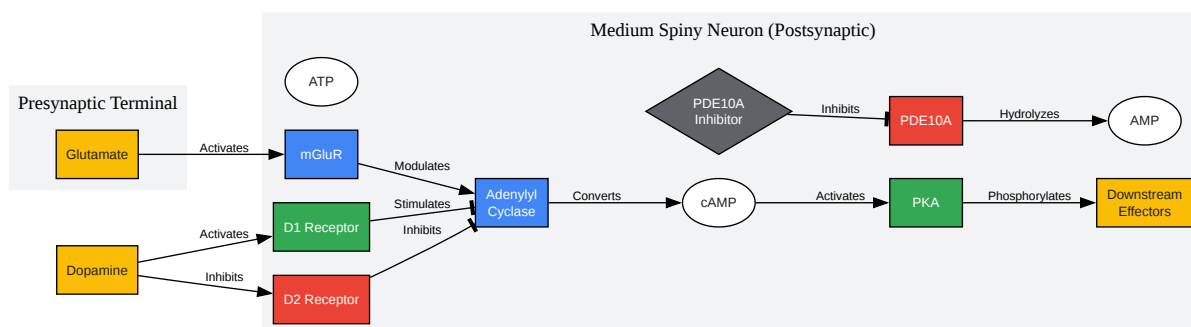 Medium Spiny Neuron (Postsynaptic)
Presynaptic Terminal
ATP
PDE10A
Inhibitor
Inhibits
PDE10A
Hydrolyzes
AMP
Glutamate
Activates
mGluR
Modulates
Adenylyl
Cyclase
Converts
cAMP
Activates
PKA
Phosphorylates
Downstream
Effectors
Stimulates
D1 Receptor
Inhibits
Activates
Dopamine
Inhibits
D2 Receptor